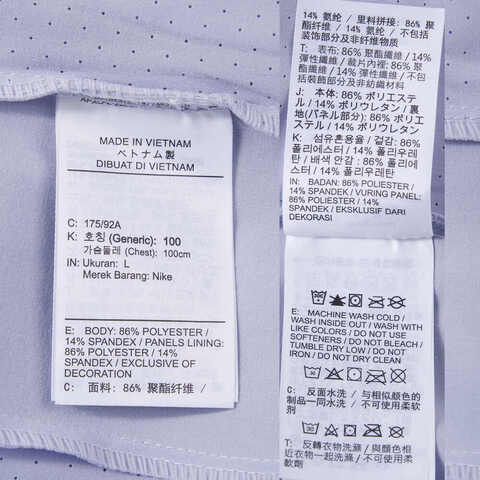 MADE IN VIETNAM
ベトナム製
DIBUAT DI VIETNAM
C: 175/92A
K: 호칭 (Generic): 100
가슴둘레 (Chest): 100cm
IN: Ukuran: L
Merek Barang: Nike
E: BODY: 86% POLYESTER /
14% SPANDEX / PANELS LINING:
86% POLYESTER / 14%
SPANDEX / EXCLUSIVE OF
DECORATION
C: 面料: 86% 聚酯纤维 /
14% 氨纶 / 里料拼接: 86% 聚
酯纤维 / 14% 氨纶 / 不包括
装饰部分及非纤维物质
T: 表布: 86% 聚酯纖維 / 14%
彈性纖維 / 裁片內裡: 86% 聚
酯纖維 / 14% 彈性纖維 / 不包
括裝飾部分及非紡織材料
J: 本体: 86% ポリエステ
ル / 14% ポリウレタン / 裏
地(パネル部分): 86% ポリエ
ステル / 14% ポリウレタン
K: 섬유혼용율 / 겉감: 86%
폴리에스터 / 14% 폴리우레
탄 / 배색 안감 : 86% 폴리에
스터 / 14% 폴리우레탄
IN: BADAN: 86% POLIESTER /
14% SPANDEX / VURING PANEL:
86% POLIESTER / 14%
SPANDEX / EKSKLUSIF DARI
DEKORASI
E: MACHINE WASH COLD /
WASH INSIDE OUT / WASH WITH
LIKE COLORS / DO NOT USE
SOFTENERS / DO NOT BLEACH /
TUMBLE DRY LOW / DO NOT
IRON / DO NOT DRY CLEAN
C: 反面水洗 / 与相似颜色的
制品一同水洗 / 不可使用柔软
剂
T: 反轉衣物洗滌 / 與顏色相
近衣物一起洗滌 / 不可使用
柔軟劑